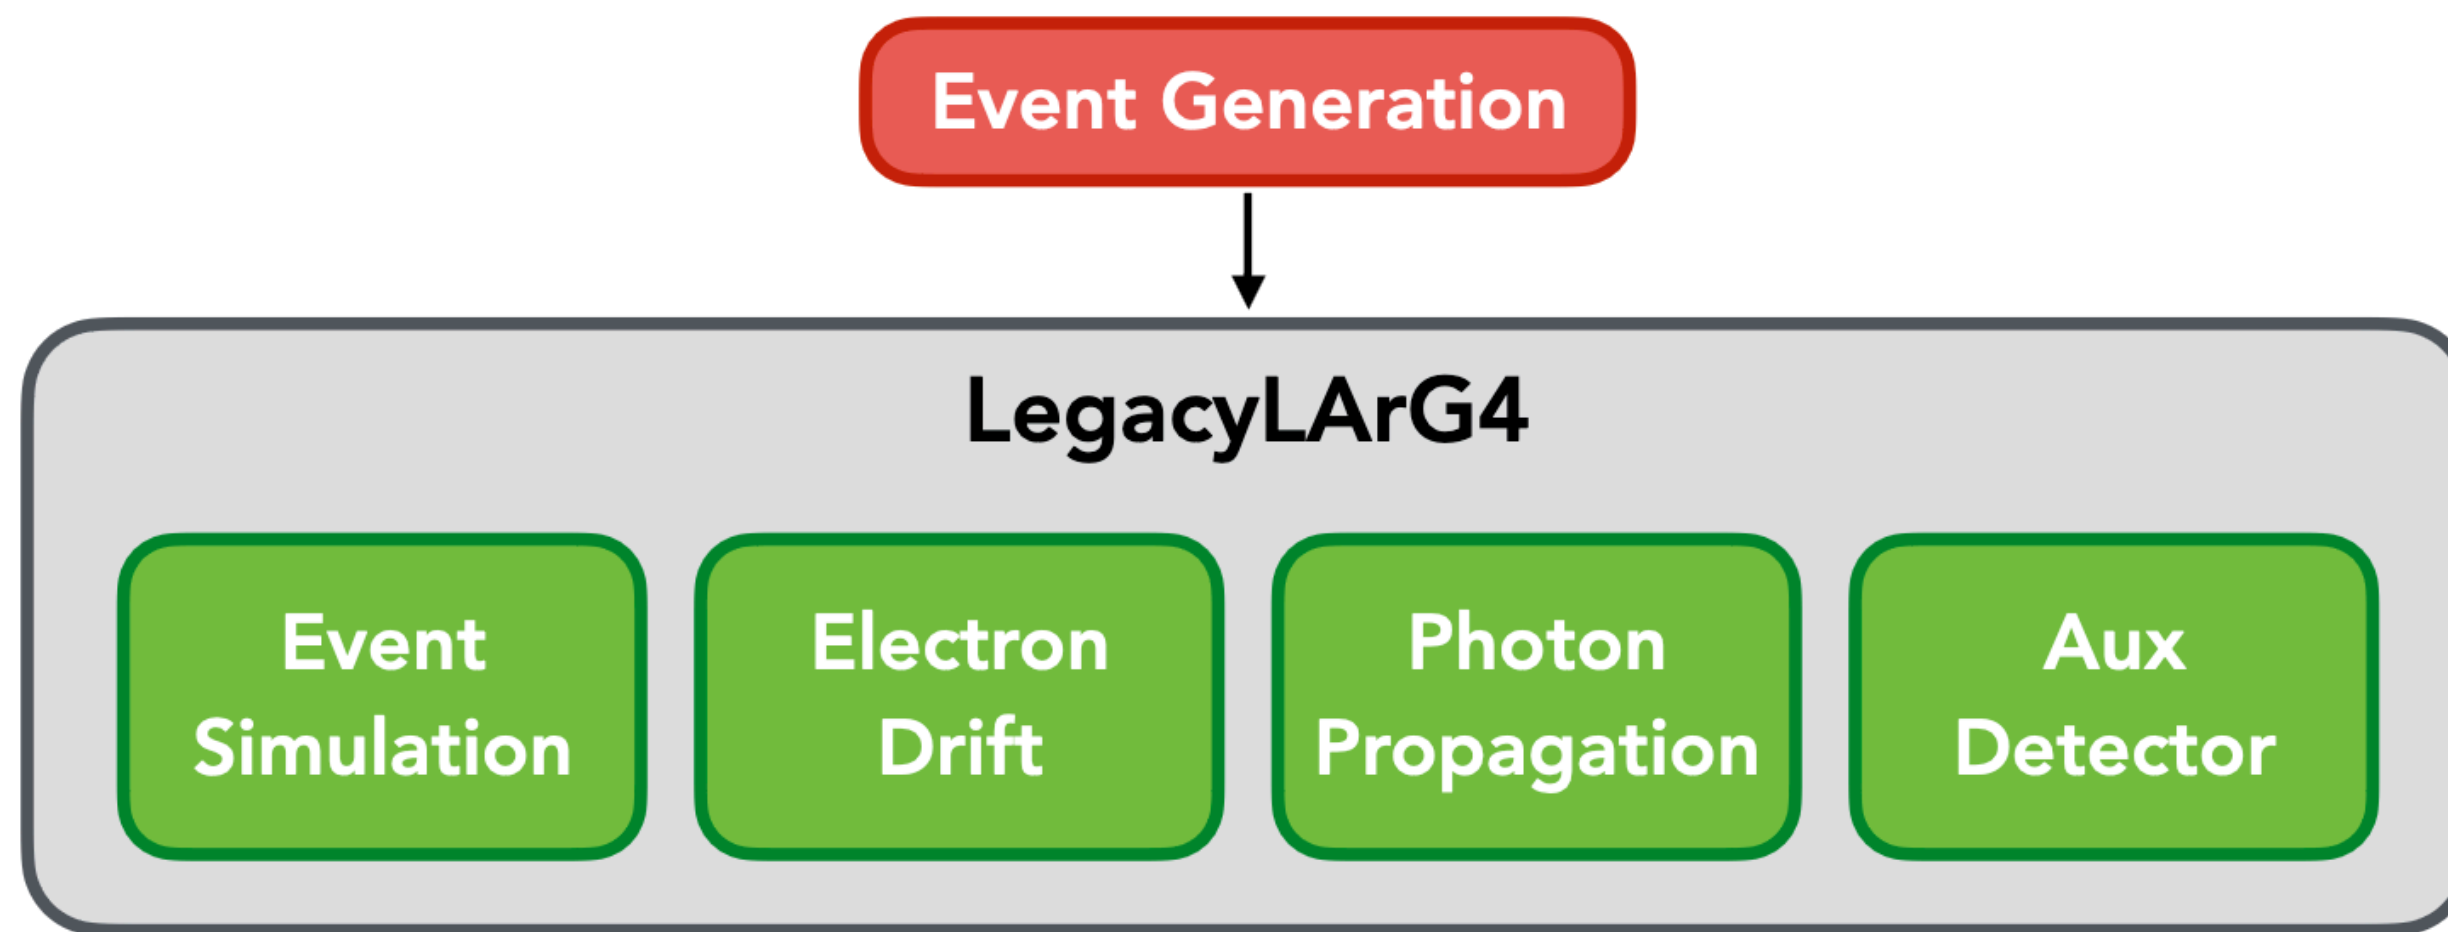 Event Generation
LegacyLArG4
Event
Simulation
Electron
Drift
Photon
Propagation
Aux
Detector